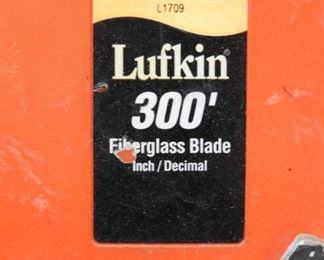 L1709
Lufkin®
300'
Fiberglass Blade
Inch / Decimal